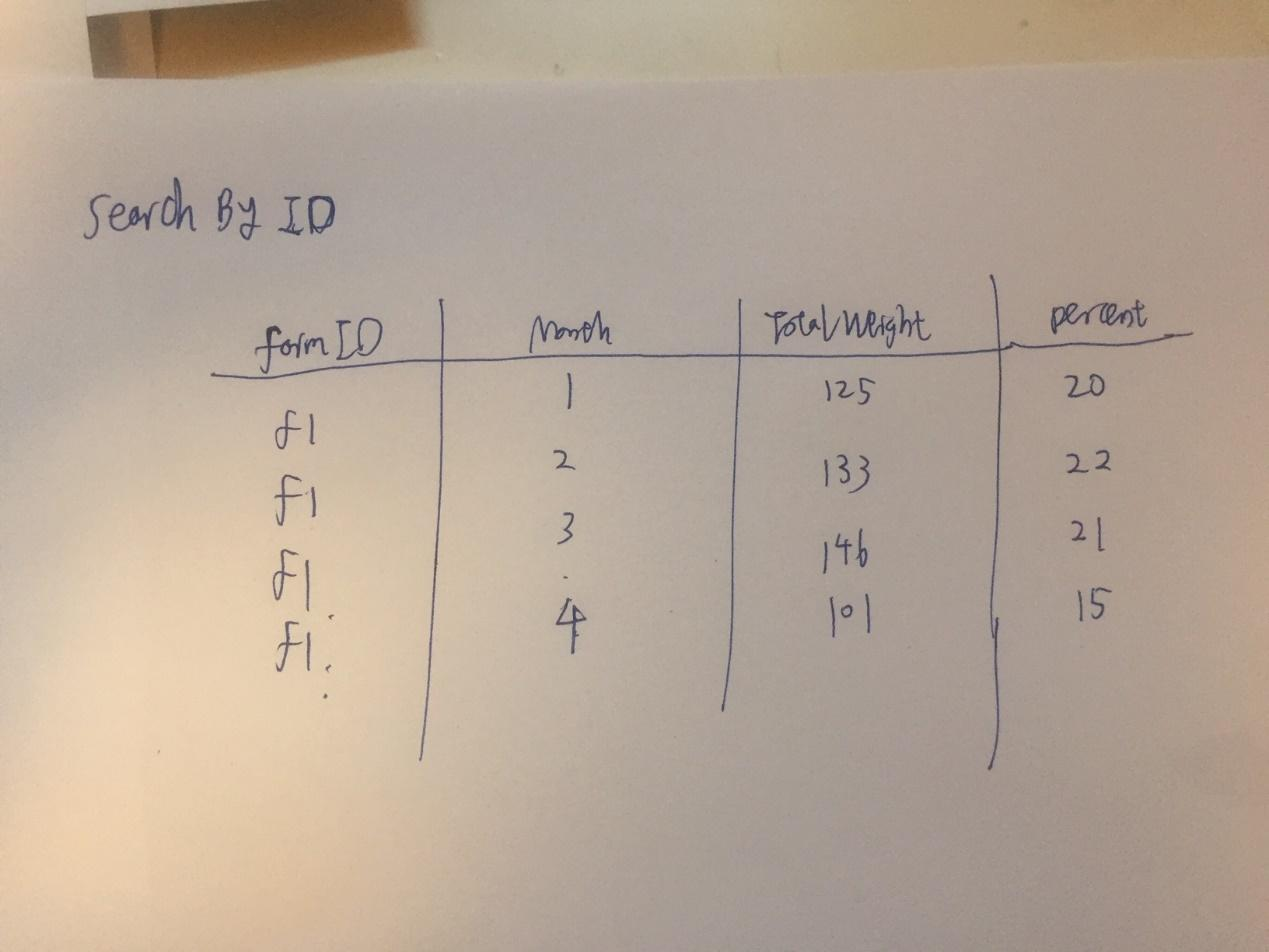 Search By ID
farm ID Month Total Weight percent
f1 1 125 20
f1 2 133 22
f1 3 146 21
f1 4 101 15